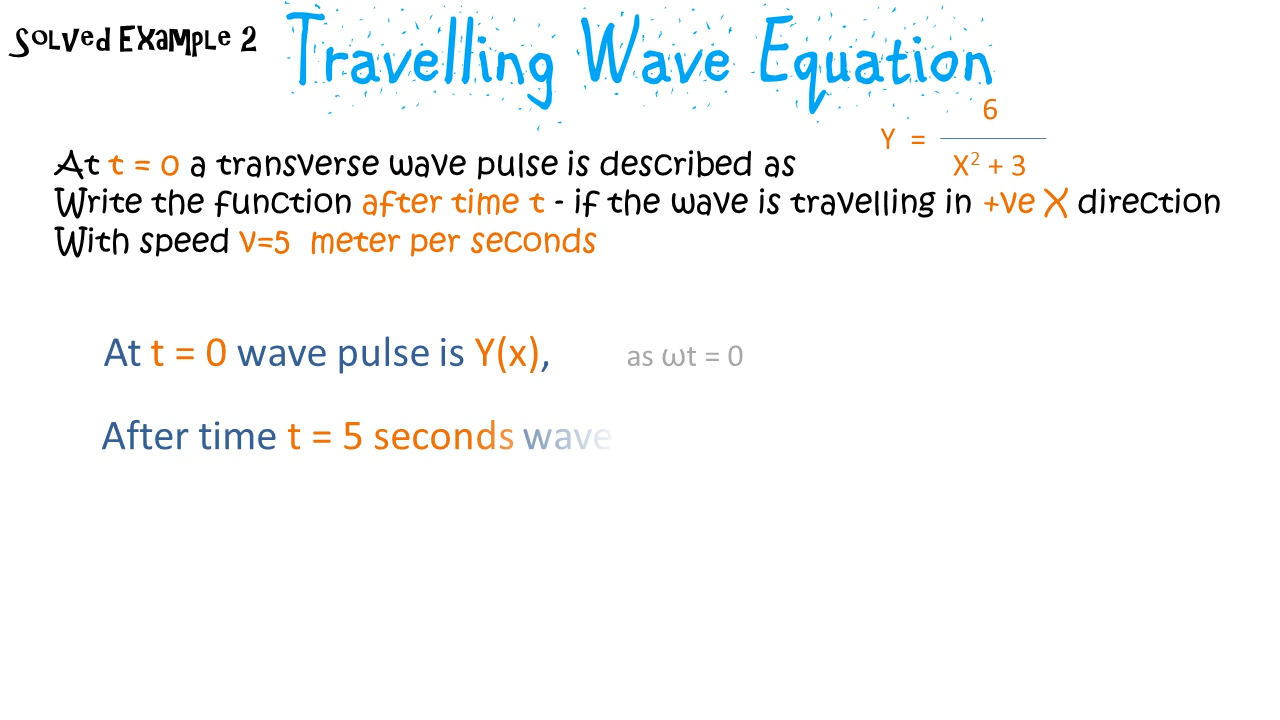 Solved Example 2
Travelling Wave Equation
At t = 0 a transverse wave pulse is described as
Y = 6 / X² + 3
Write the function after time t - if the wave is travelling in +ve X direction
With speed v=5 meter per seconds
At t = 0 wave pulse is Y(x), as ωt = 0
After time t = 5 seconds wave